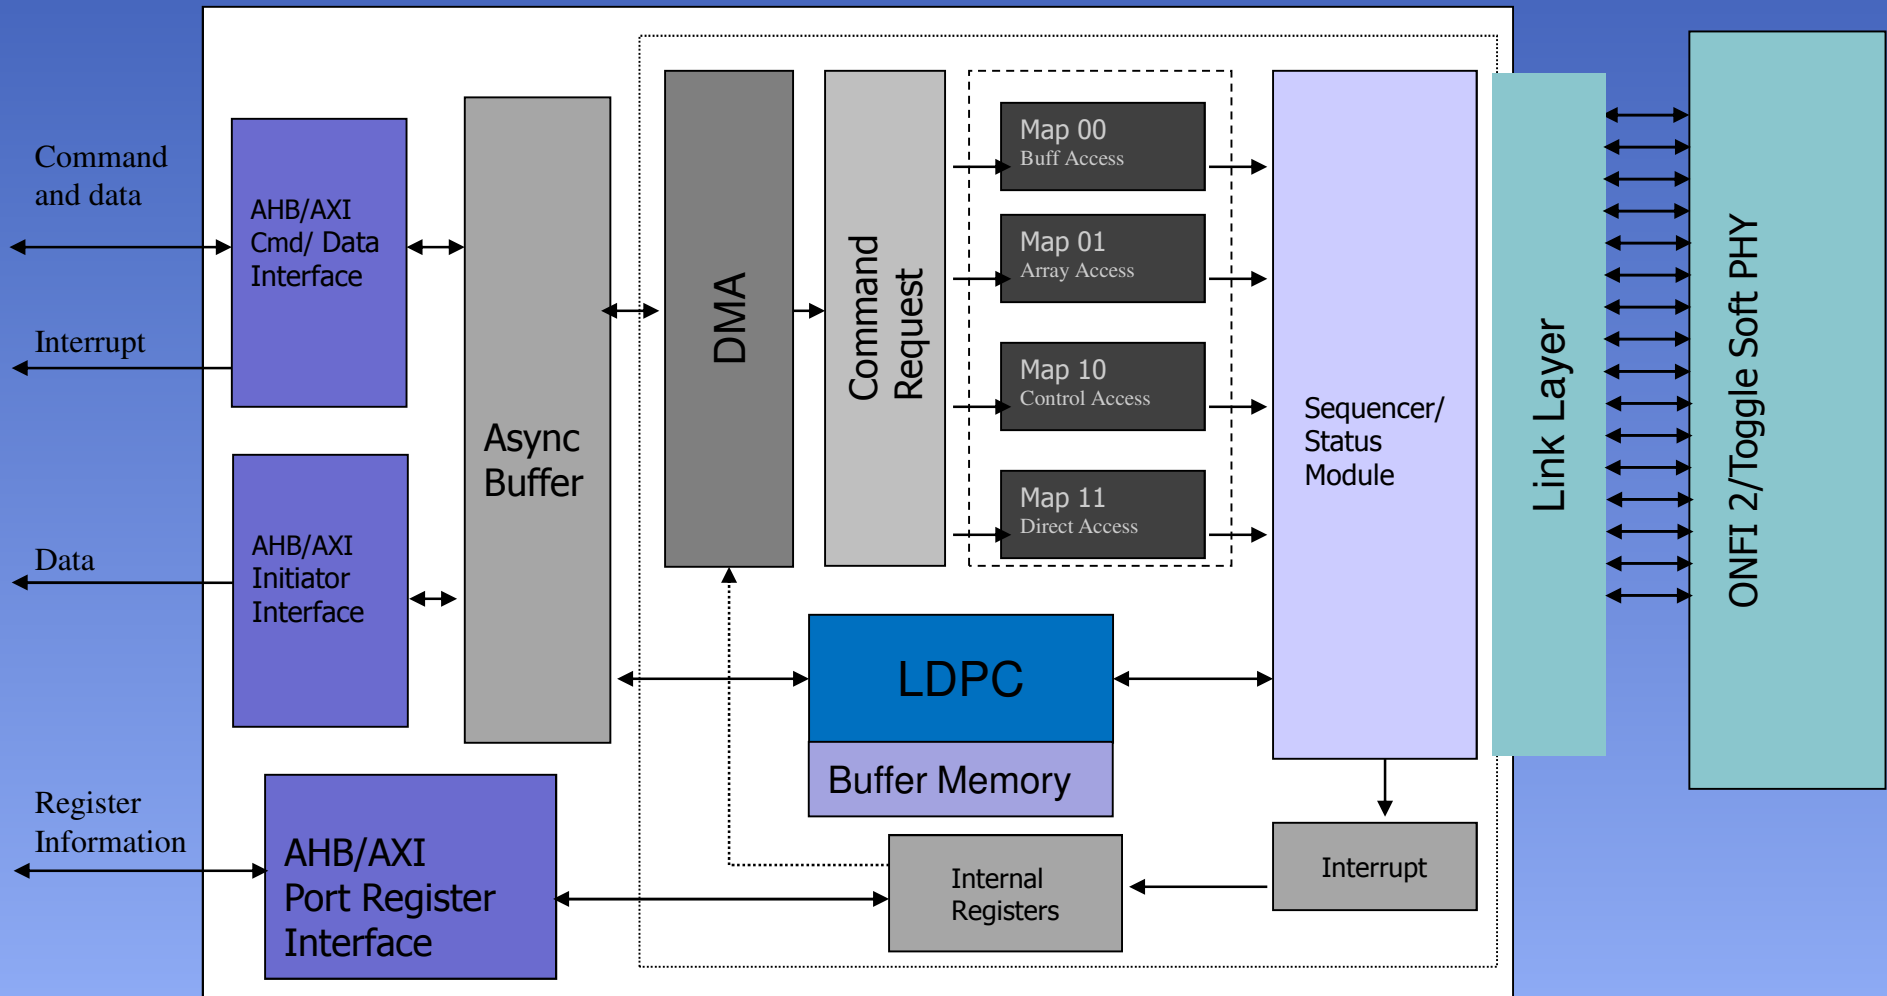 Command
and data
Interrupt
Data
Register
Information
AHB/AXI
Cmd/ Data
Interface
AHB/AXI
Initiator
Interface
AHB/AXI
Port Register
Interface
Async
Buffer
DMA
Command
Request
Map 00
Buff Access
Map 01
Array Access
Map 10
Control Access
Map 11
Direct Access
LDPC
Buffer Memory
Internal
Registers
Sequencer/
Status
Module
Interrupt
Link Layer
ONFI 2/Toggle Soft PHY